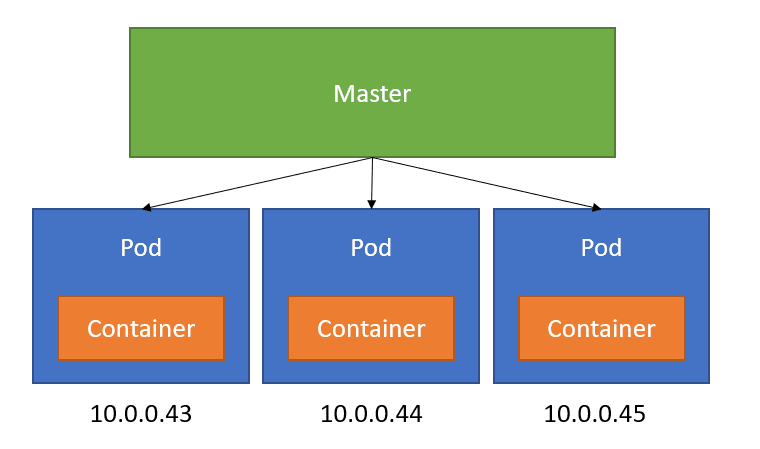 Master
Pod
Pod
Pod
Container
Container
Container
10.0.0.43
10.0.0.44
10.0.0.45